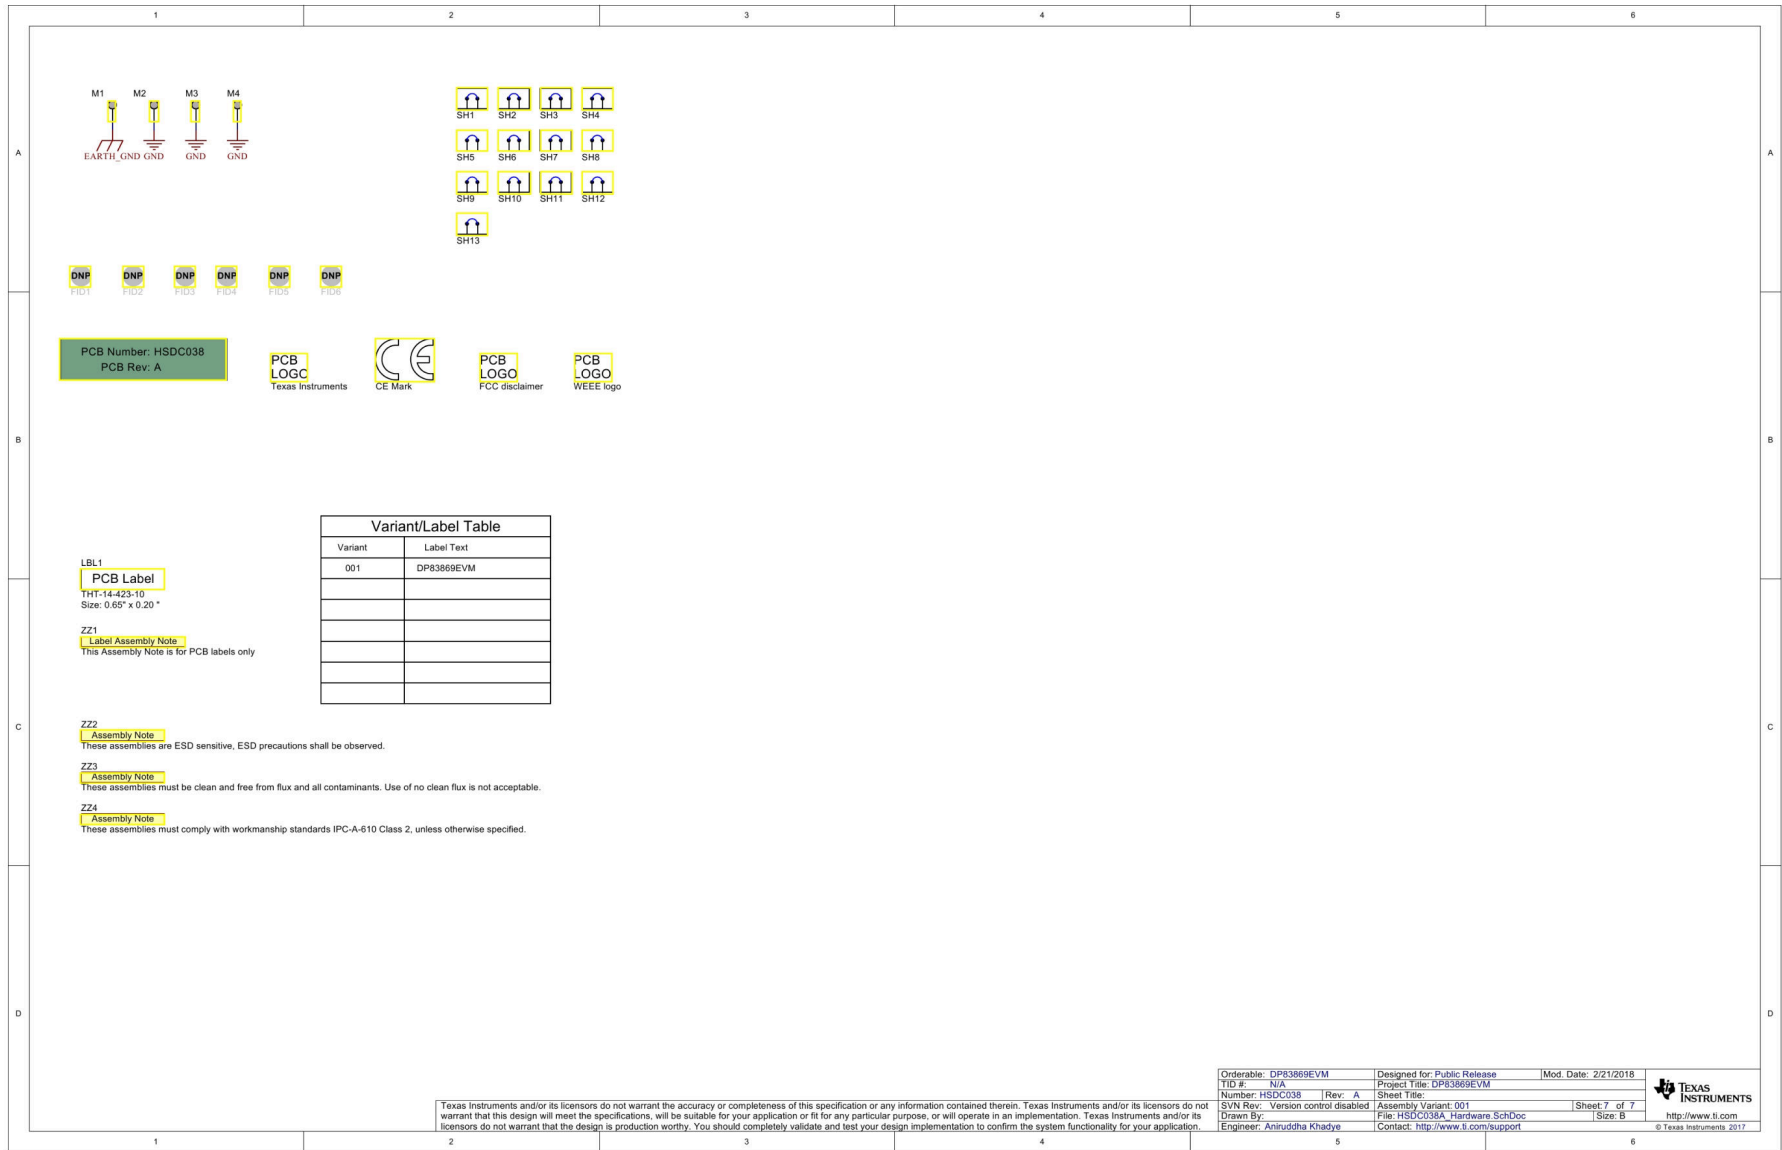 1 2 3 4 5 6
A A
M1 M2 M3 M4
EARTH_GND GND GND GND
SH1 SH2 SH3 SH4
SH5 SH6 SH7 SH8
SH9 SH10 SH11 SH12
SH13
DNP DNP DNP DNP DNP DNP
FID1 FID2 FID3 FID4 FID5 FID6
PCB Number: HSDC038
PCB Rev: A
PCB
LOGO
Texas Instruments
CE
CE Mark
PCB
LOGO
FCC disclaimer
PCB
LOGO
WEEE logo
B B
Variant/Label Table
Variant Label Text
001 DP83869EVM
LBL1
PCB Label
THT-14-423-10
Size: 0.65" x 0.20 "
ZZ1
Label Assembly Note
This Assembly Note is for PCB labels only
C C
ZZ2
Assembly Note
These assemblies are ESD sensitive, ESD precautions shall be observed.
ZZ3
Assembly Note
These assemblies must be clean and free from flux and all contaminants. Use of no clean flux is not acceptable.
ZZ4
Assembly Note
These assemblies must comply with workmanship standards IPC-A-610 Class 2, unless otherwise specified.
D D
Texas Instruments and/or its licensors do not warrant the accuracy or completeness of this specification or any information contained therein. Texas Instruments and/or its licensors do not
warrant that this design will meet the specifications, will be suitable for your application or fit for any particular purpose, or will operate in an implementation. Texas Instruments and/or its
licensors do not warrant that the design is production worthy. You should completely validate and test your design implementation to confirm the system functionality for your application.
Orderable: DP83869EVM Designed for: Public Release Mod. Date: 2/21/2018
TID #: N/A Project Title: DP83869EVM
Number: HSDC038 Rev: A Sheet Title:
SVN Rev: Version control disabled Assembly Variant: 001 Sheet: 7 of 7
Drawn By: File: HSDC038A_Hardware.SchDoc Size: B
Engineer: Aniruddha Khadye Contact: http://www.ti.com/support
TEXAS
INSTRUMENTS
http://www.ti.com
© Texas Instruments 2017
1 2 3 4 5 6